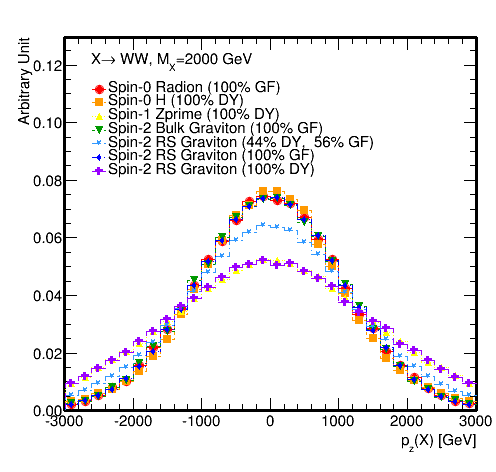 X→ WW, M_X=2000 GeV
Spin-0 Radion (100% GF)
Spin-0 H (100% DY)
Spin-1 Zprime (100% DY)
Spin-2 Bulk Graviton (100% GF)
Spin-2 RS Graviton (44% DY, 56% GF)
Spin-2 RS Graviton (100% GF)
Spin-2 RS Graviton (100% DY)
Arbitrary Unit
0.12
0.10
0.08
0.06
0.04
0.02
0.00
-3000 -2000 -1000 0 1000 2000 3000
p_z(X) [GeV]